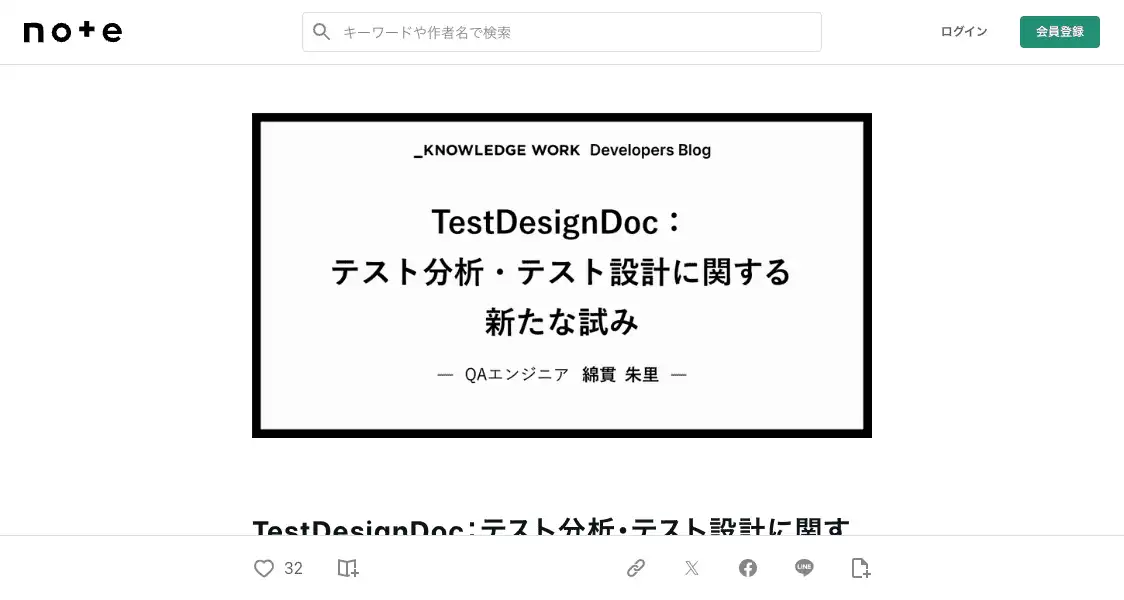 note
キーワードや作者名で検索
ログイン
会員登録
_KNOWLEDGE WORK Developers Blog
TestDesignDoc：
テスト分析・テスト設計に関する
新たな試み
— QAエンジニア 綿貫 朱里 —
TestDesignDoc：テスト分析・テスト設計に関す
32
LINE